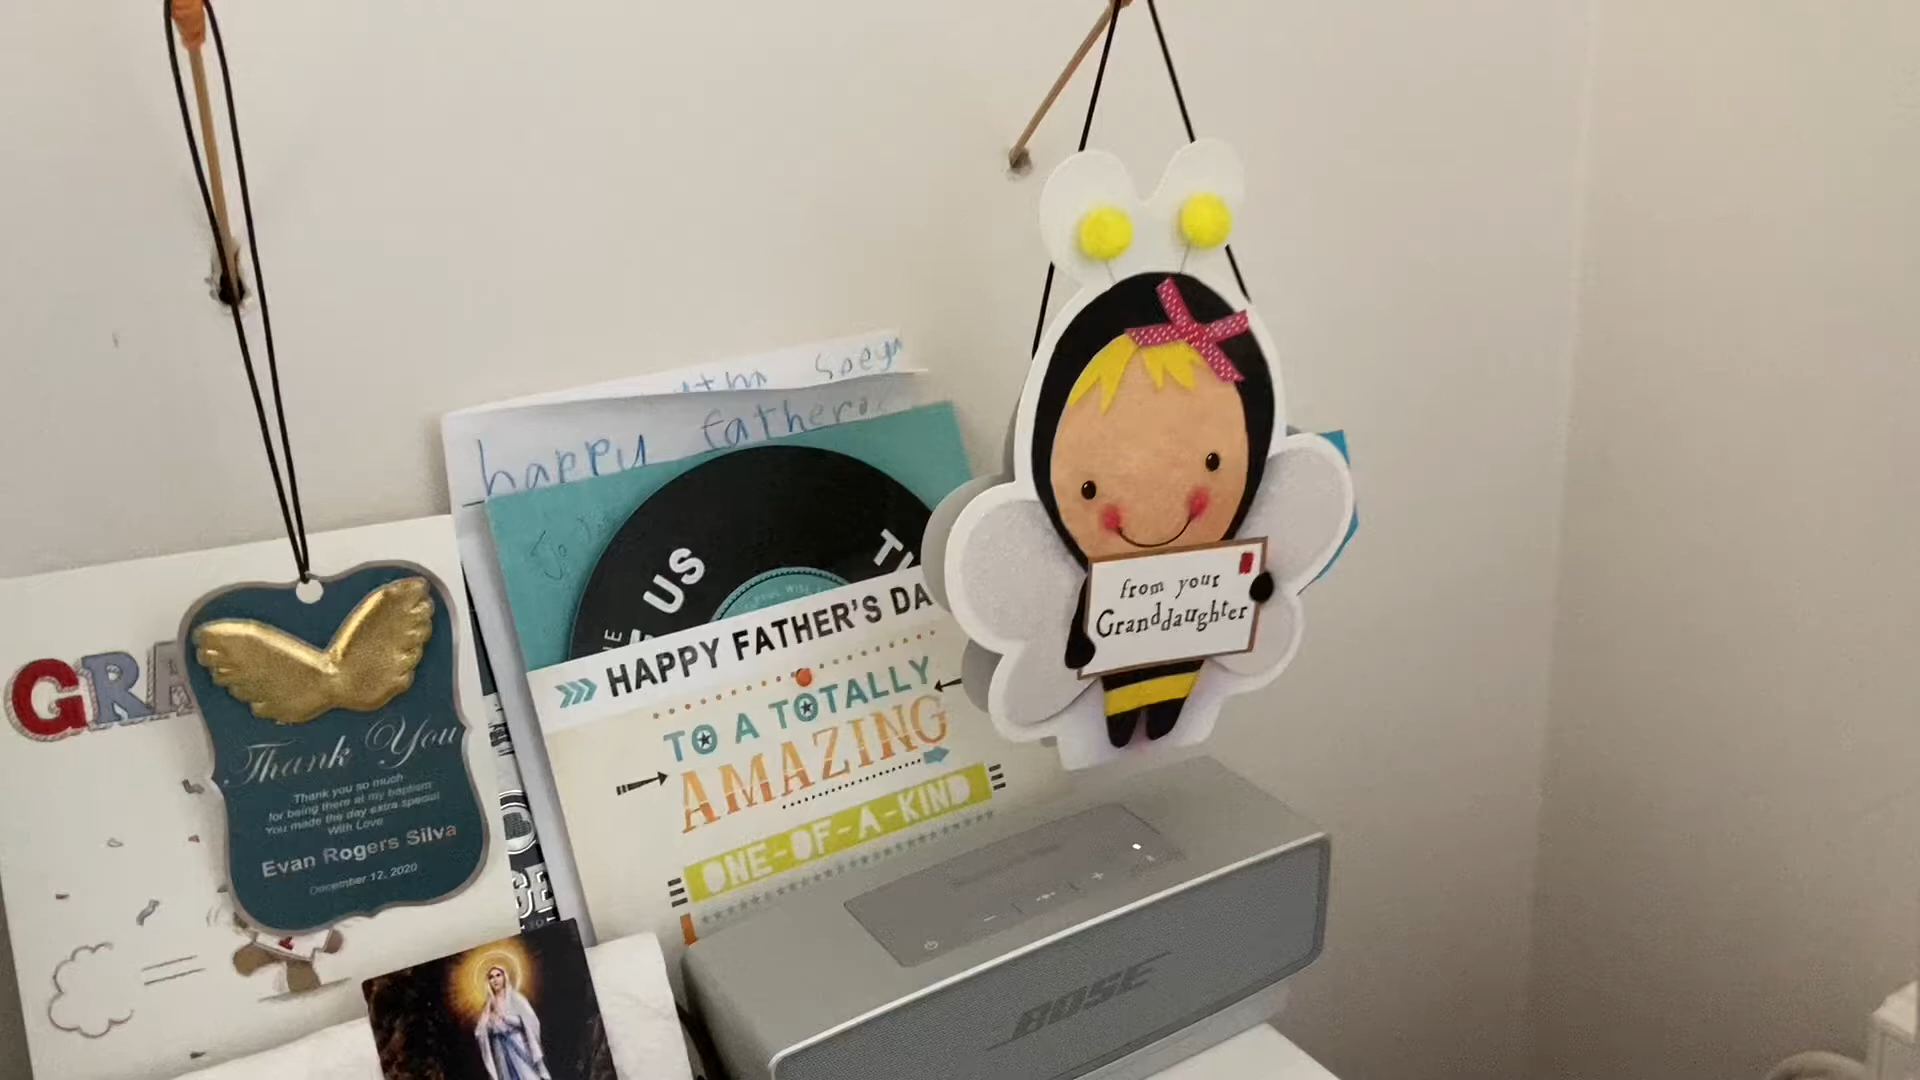 happy fathers
US
HAPPY FATHER'S DA
TO A TOTALLY
AMAZING
ONE-OF-A-KIND
from your
Granddaughter
GRA
Thank You
Thank you so much
for being there at my baptism
You made the day extra special
With Love
Evan Rogers Silva
December 12, 2020
BOSE